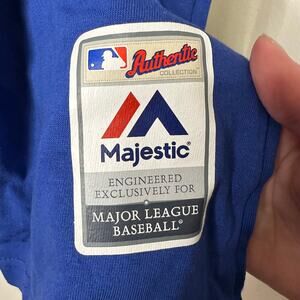 Authentic
COLLECTION
Majestic®
ENGINEERED
EXCLUSIVELY FOR
MAJOR LEAGUE
BASEBALL®